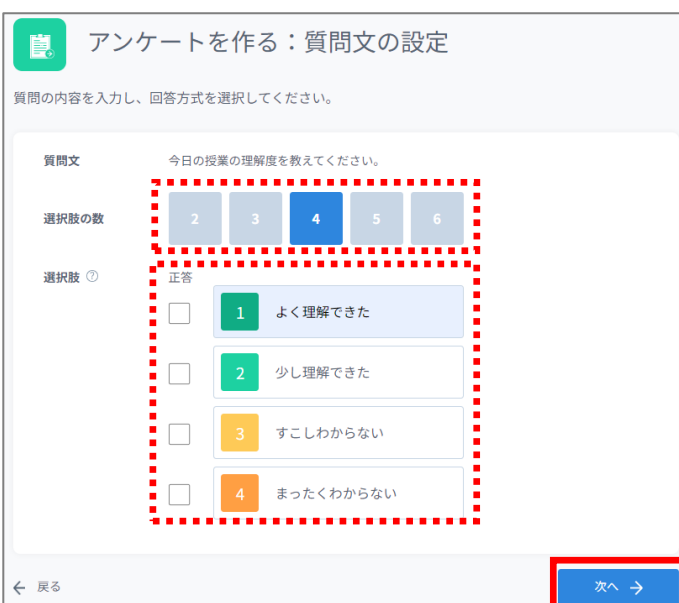 アンケートを作る：質問文の設定
質問の内容を入力し、回答方式を選択してください。
質問文 今日の授業の理解度を教えてください。
選択肢の数 2 3 4 5 6
選択肢 ?
正答
1 よく理解できた
2 少し理解できた
3 すこしわからない
4 まったくわからない
← 戻る 次へ →